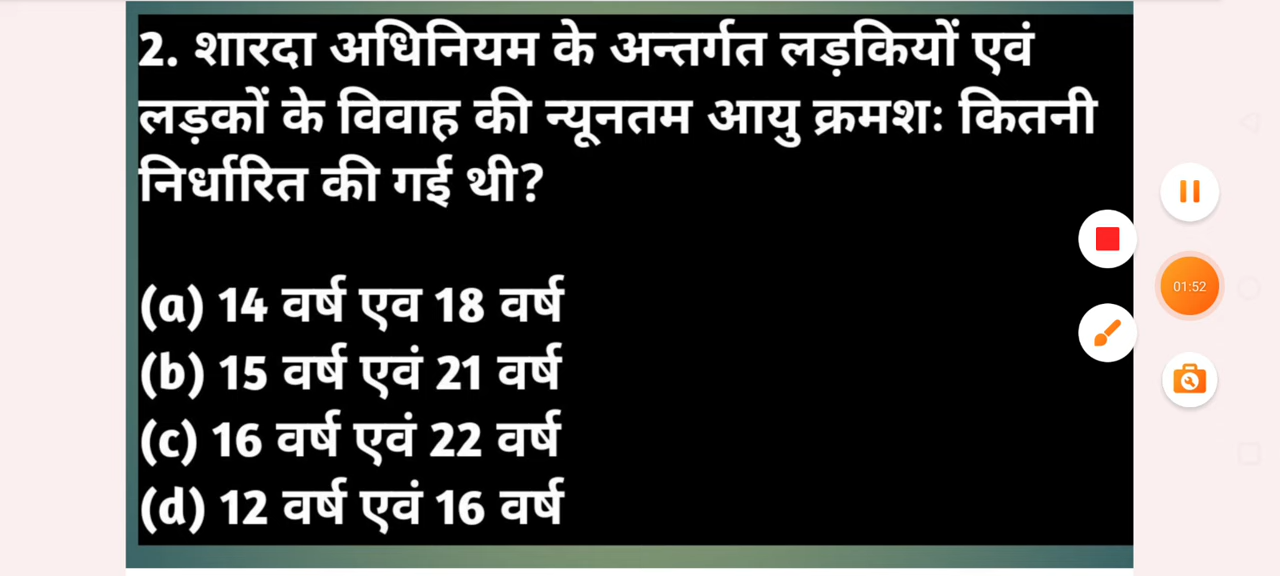 2. शारदा अधिनियम के अन्तर्गत लड़कियों एवं
लड़कों के विवाह की न्यूनतम आयु क्रमशः कितनी
निर्धारित की गई थी?
(a) 14 वर्ष एव 18 वर्ष
(b) 15 वर्ष एवं 21 वर्ष
(c) 16 वर्ष एवं 22 वर्ष
(d) 12 वर्ष एवं 16 वर्ष
01:52